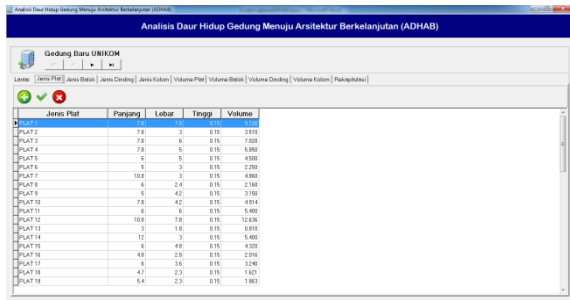 Analisis Daur Hidup Gedung Menuju Arsitektur Berkelanjutan (ADHAB)
Analisis Daur Hidup Gedung Menuju Arsitektur Berkelanjutan (ADHAB)
Gedung Baru UNIKOM
Lantai Jenis Plat Jenis Balok Jenis Dinding Jenis Kolom Volume Plat Volume Balok Volume Dinding Volume Kolom Rekapitulasi
Jenis Plat Panjang Lebar Tinggi Volume
PLAT 1 7.8 7.8 0.15 9.126
PLAT 2 7.8 3 0.15 3.510
PLAT 3 7.8 6 0.15 7.020
PLAT 4 7.8 5 0.15 5.850
PLAT 5 6 5 0.15 4.500
PLAT 6 5 3 0.15 2.250
PLAT 7 10.8 3 0.15 4.860
PLAT 8 6 2.4 0.15 2.160
PLAT 9 5 4.2 0.15 3.150
PLAT 10 7.8 4.2 0.15 4.914
PLAT 11 6 6 0.15 5.400
PLAT 12 10.8 7.8 0.15 12.636
PLAT 13 3 1.8 0.15 0.810
PLAT 14 12 3 0.15 5.400
PLAT 15 6 4.8 0.15 4.320
PLAT 16 4.8 2.8 0.15 2.016
PLAT 17 6 3.6 0.15 3.240
PLAT 18 4.7 2.3 0.15 1.621
PLAT 19 5.4 2.3 0.15 1.863